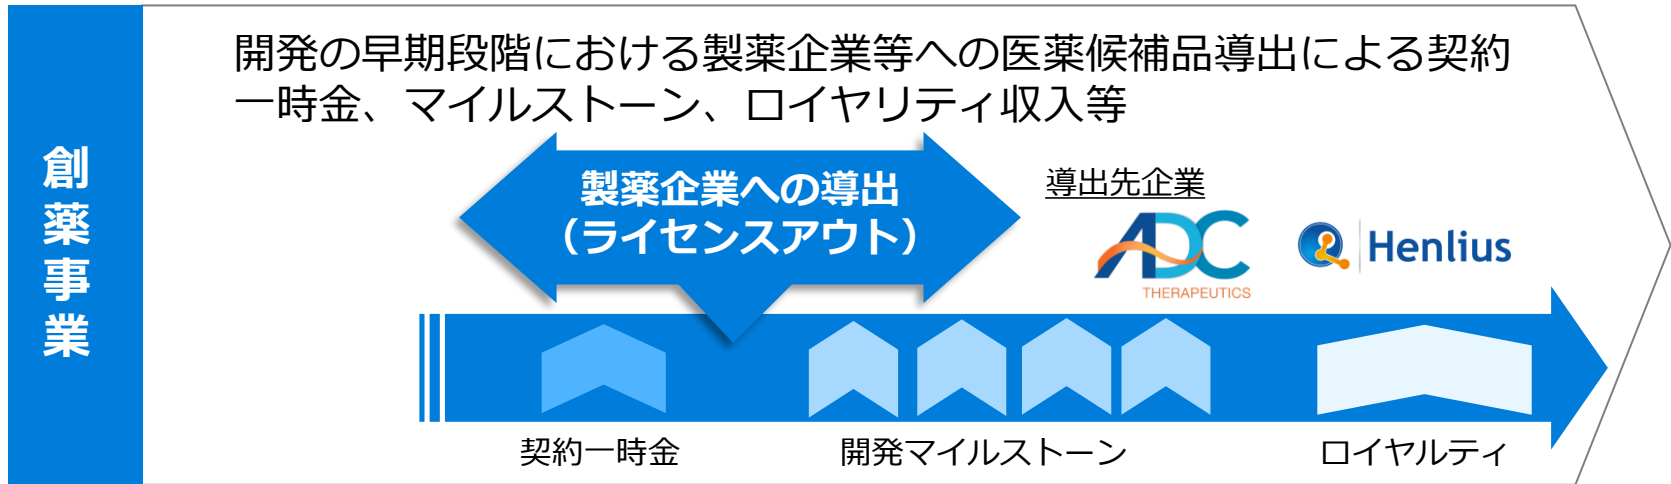 創薬事業
開発の早期段階における製薬企業等への医薬候補品導出による契約
一時金、マイルストーン、ロイヤリティ収入等
製薬企業への導出
（ライセンスアウト）
導出先企業
ADC
THERAPEUTICS
Henlius
契約一時金
開発マイルストーン
ロイヤルティ